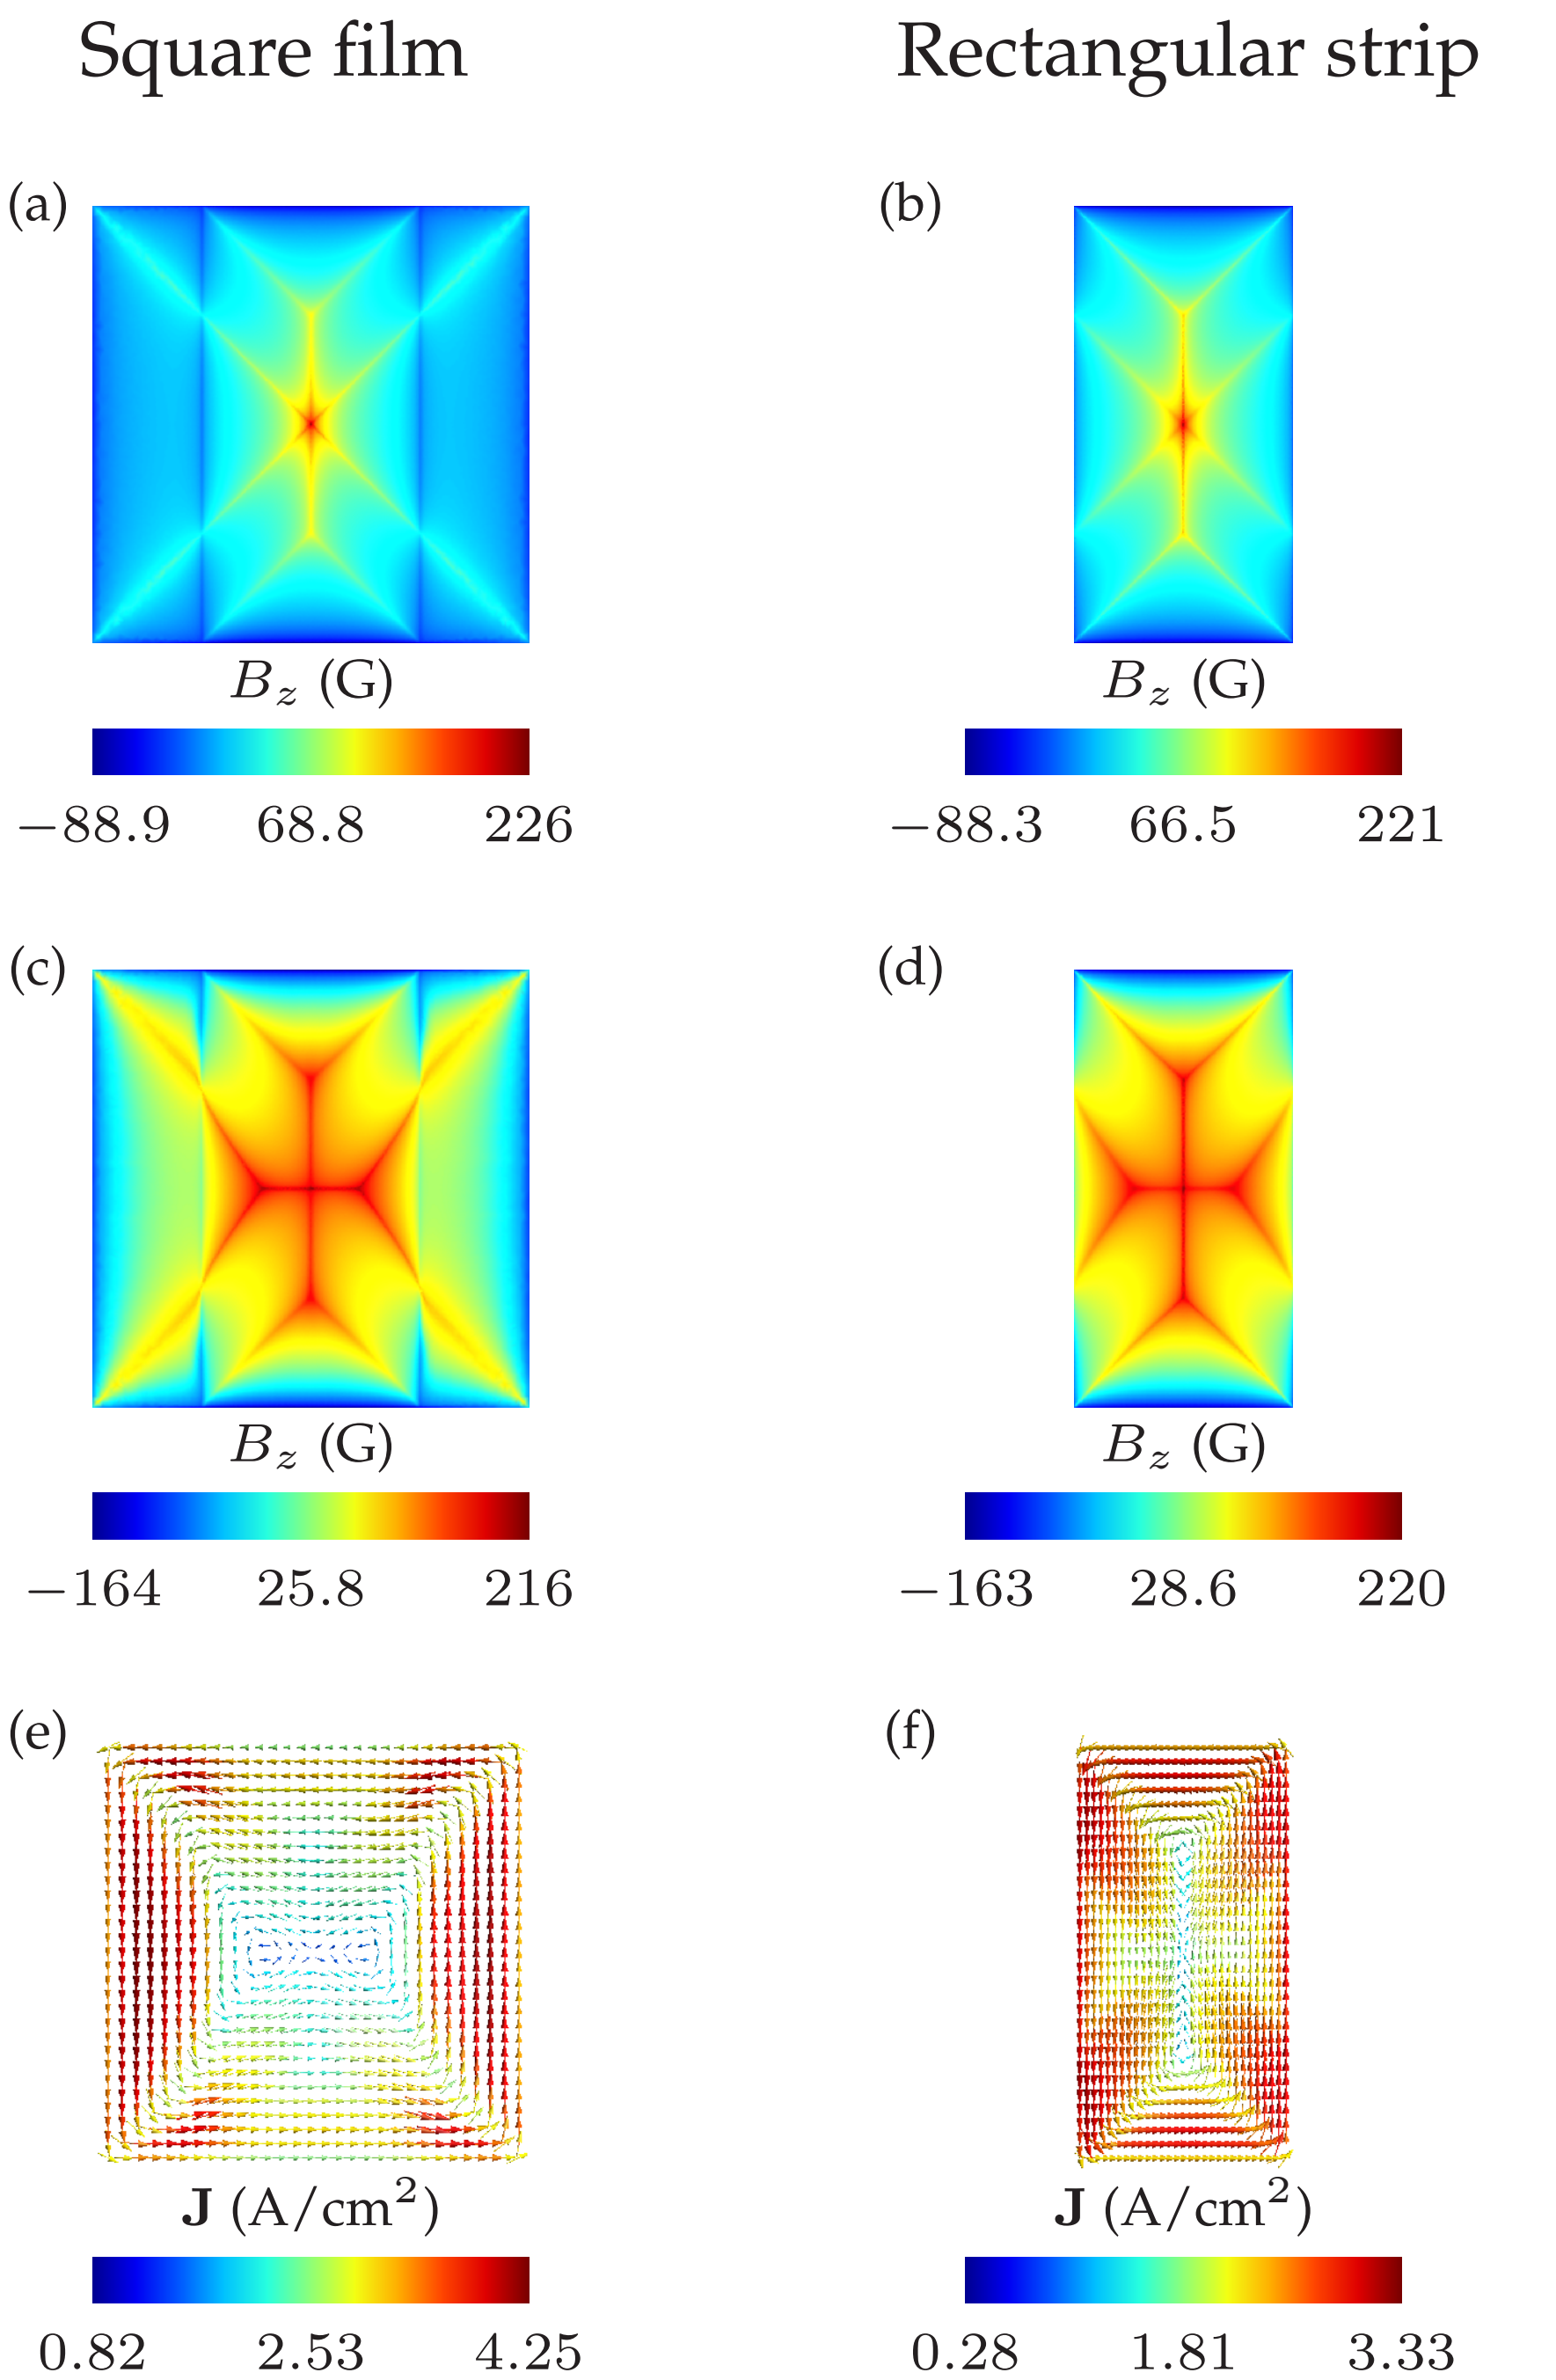 Square film Rectangular strip
(a) (b)
B_z (G) B_z (G)
−88.9 68.8 226 −88.3 66.5 221
(c) (d)
B_z (G) B_z (G)
−164 25.8 216 −163 28.6 220
(e) (f)
J (A/cm²) J (A/cm²)
0.82 2.53 4.25 0.28 1.81 3.33